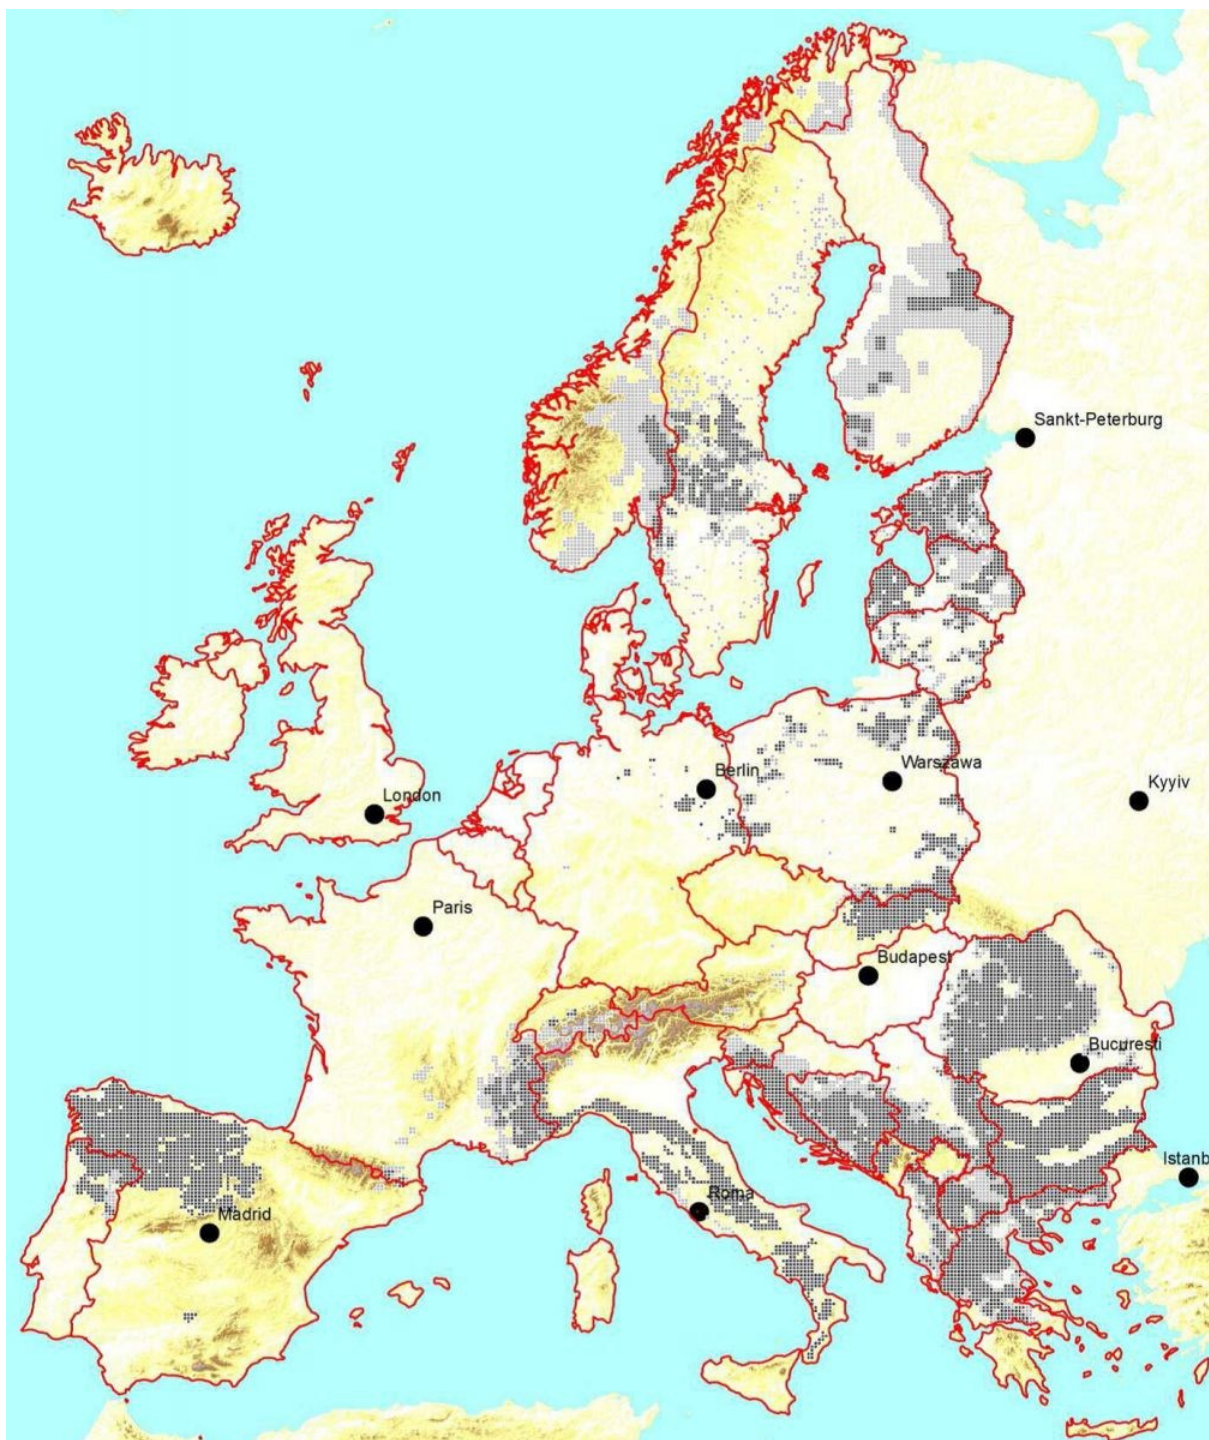 Sankt-Peterburg
Berlin
Warszawa
London
Kyyiv
Paris
Budapest
Bucuresti
Istanb
Roma
Madrid